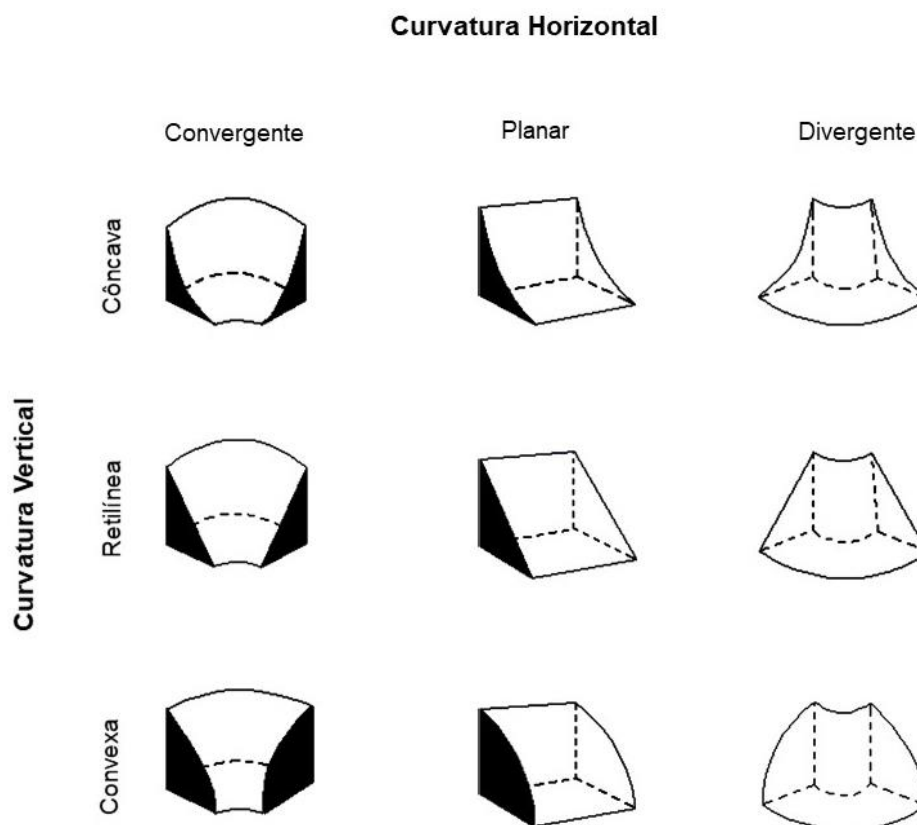 Curvatura Horizontal
Convergente
Planar
Divergente
Curvatura Vertical
Côncava
Retilínea
Convexa